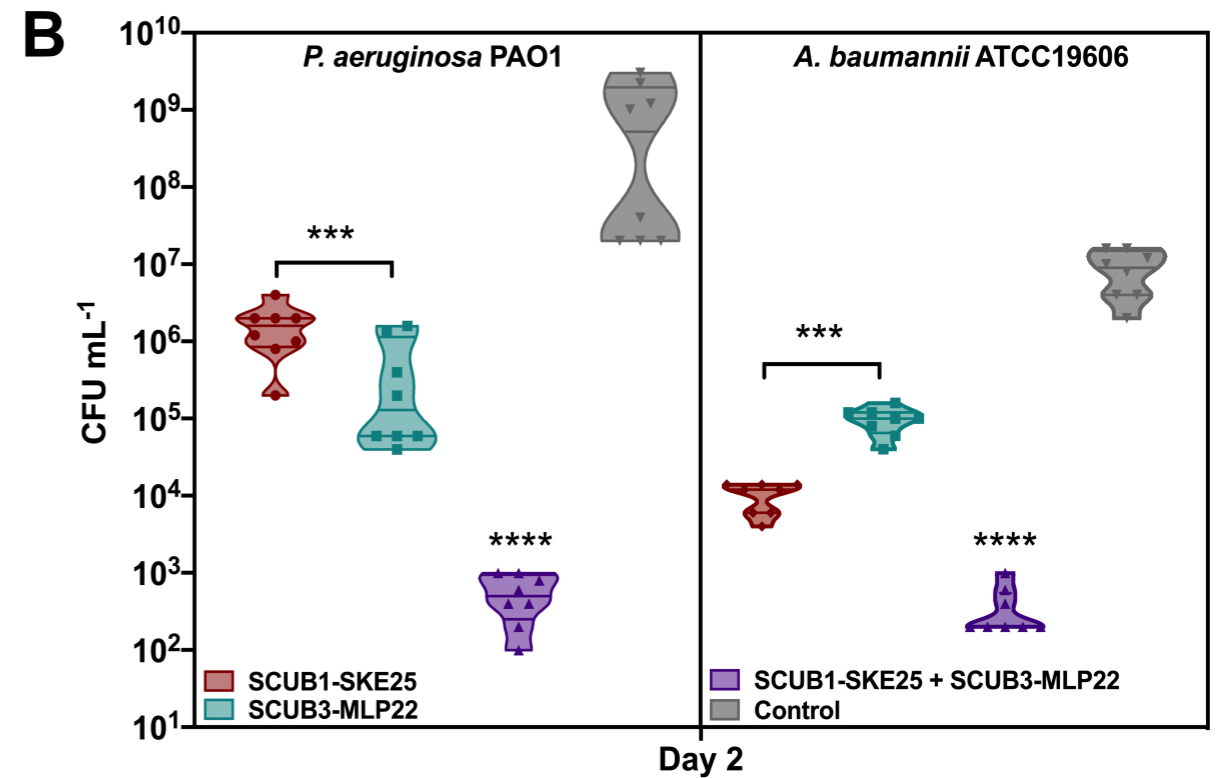 B
P. aeruginosa PAO1
A. baumannii ATCC19606
CFU mL-1
10^10
10^9
10^8
10^7
10^6
10^5
10^4
10^3
10^2
10^1
***
****
***
****
SCUB1-SKE25
SCUB3-MLP22
SCUB1-SKE25 + SCUB3-MLP22
Control
Day 2